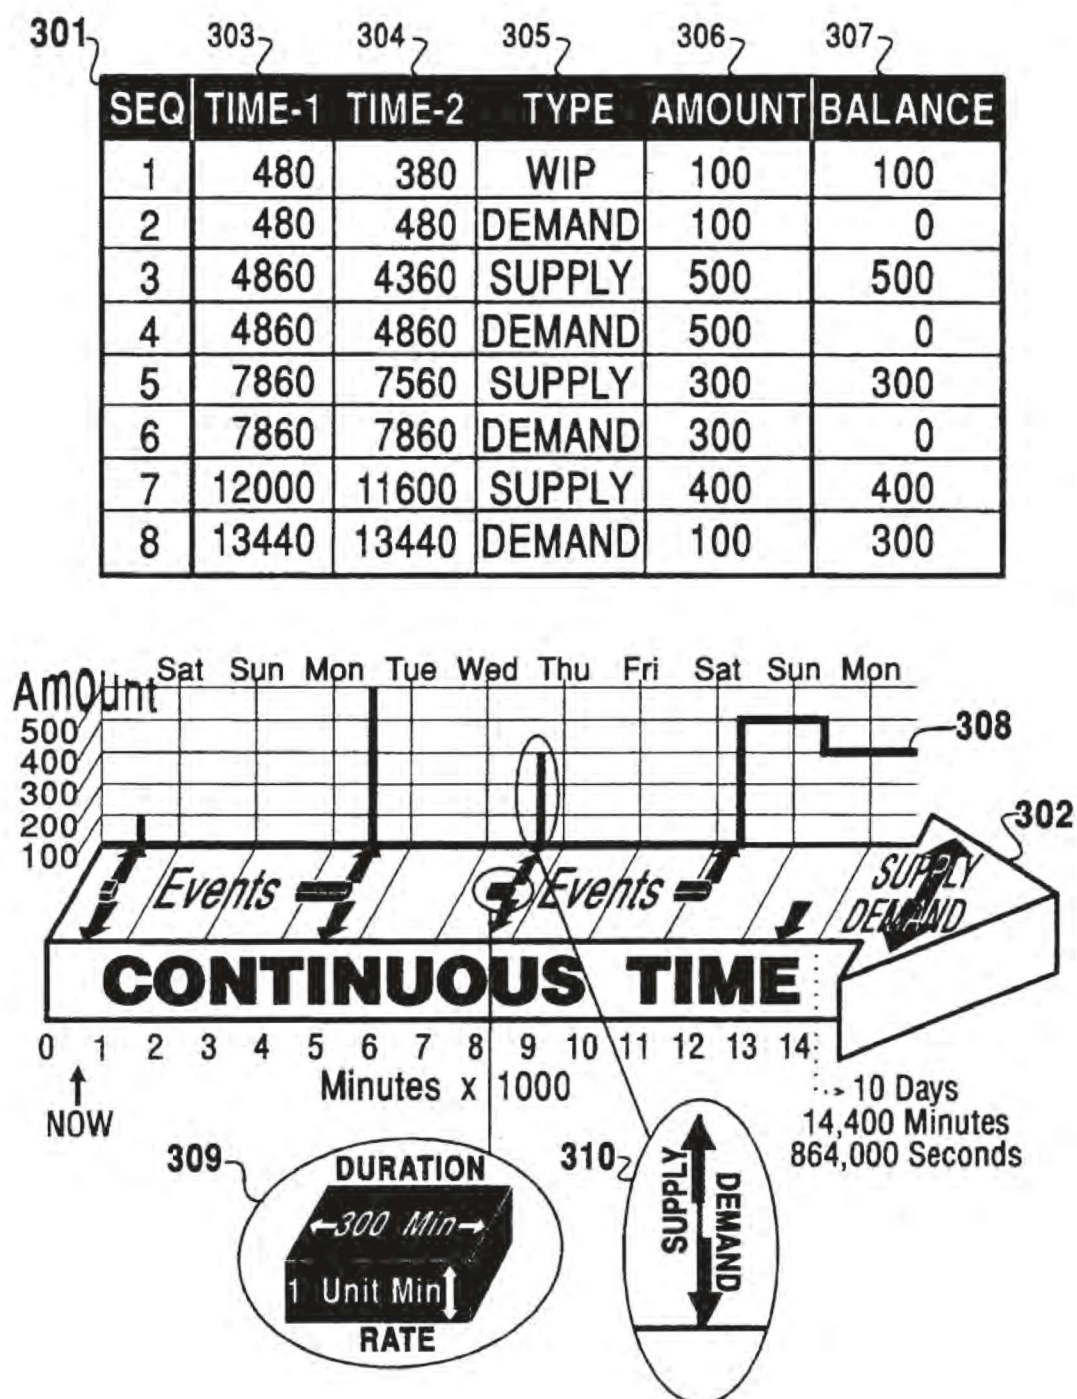 301 303 304 305 306 307
SEQ TIME-1 TIME-2 TYPE AMOUNT BALANCE
1 480 380 WIP 100 100
2 480 480 DEMAND 100 0
3 4860 4360 SUPPLY 500 500
4 4860 4860 DEMAND 500 0
5 7860 7560 SUPPLY 300 300
6 7860 7860 DEMAND 300 0
7 12000 11600 SUPPLY 400 400
8 13440 13440 DEMAND 100 300
Sat Sun Mon Tue Wed Thu Fri Sat Sun Mon
Amount
500
400
300
200
100
308
302
Events Events
SUPPLY
DEMAND
CONTINUOUS TIME
0 1 2 3 4 5 6 7 8 9 10 11 12 13 14
Minutes x 1000
NOW
10 Days
14,400 Minutes
864,000 Seconds
309
DURATION
300 Min
1 Unit Min
RATE
310
SUPPLY
DEMAND